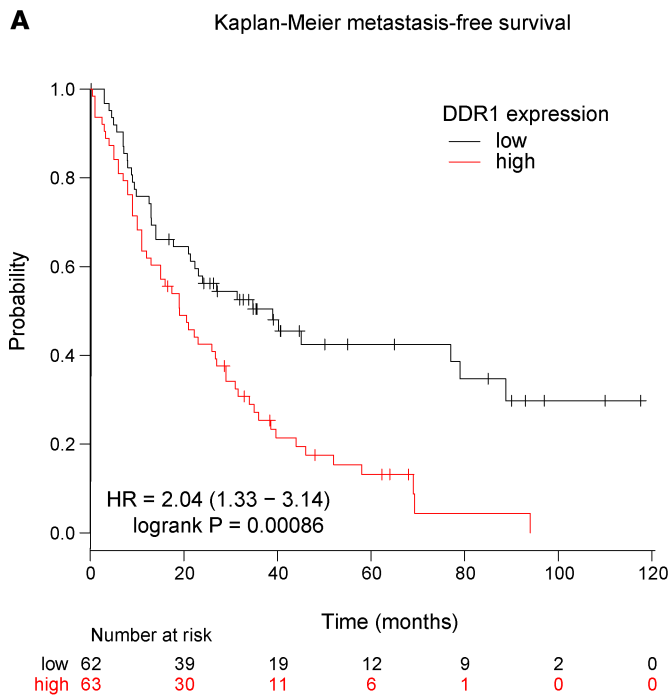 A
Kaplan-Meier metastasis-free survival
DDR1 expression
low
high
Probability
1.0
0.8
0.6
0.4
0.2
0.0
HR = 2.04 (1.33 − 3.14)
logrank P = 0.00086
0 20 40 60 80 100 120
Time (months)
Number at risk
low 62 39 19 12 9 2 0
high 63 30 11 6 1 0 0